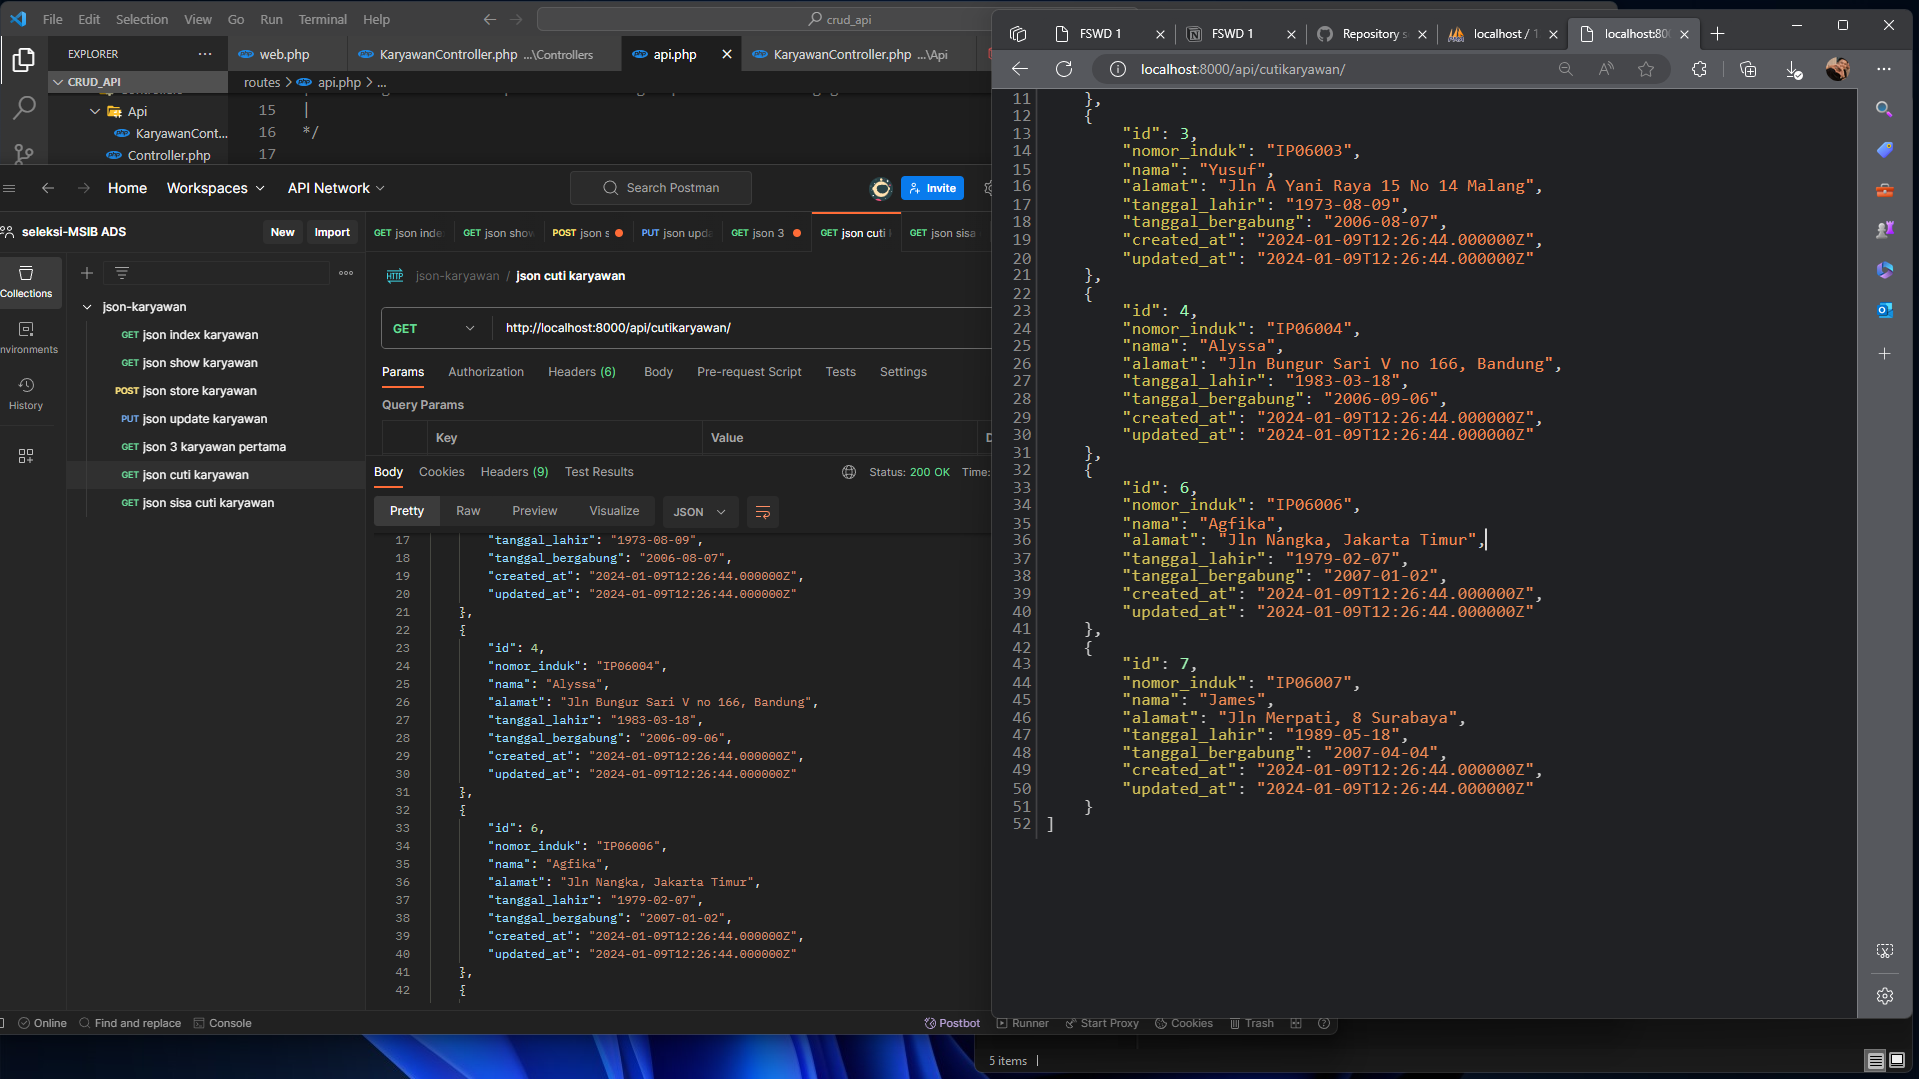 File Edit Selection View Go Run Terminal Help
crud_api
EXPLORER
web.php
KaryawanController.php ...\Controllers
api.php
KaryawanController.php ...\Api
CRUD_API
routes > api.php > ...
Api
KaryawanCont...
Controller.php
15 |
16 */
17
Home Workspaces API Network
Search Postman
Invite
seleksi-MSIB ADS
New Import
GET json inde
GET json show
POST json s
PUT json upda
GET json 3
GET json cuti
GET json sisa
Collections
nvironments
History
json-karyawan
GET json index karyawan
GET json show karyawan
POST json store karyawan
PUT json update karyawan
GET json 3 karyawan pertama
GET json cuti karyawan
GET json sisa cuti karyawan
HTTP json-karyawan / json cuti karyawan
GET http://localhost:8000/api/cutikaryawan/
Params Authorization Headers (6) Body Pre-request Script Tests Settings
Query Params
Key Value D
Body Cookies Headers (9) Test Results Status: 200 OK Time:
Pretty Raw Preview Visualize JSON
17 "tanggal_lahir": "1973-08-09",
18 "tanggal_bergabung": "2006-08-07",
19 "created_at": "2024-01-09T12:26:44.000000Z",
20 "updated_at": "2024-01-09T12:26:44.000000Z"
21 },
22 {
23 "id": 4,
24 "nomor_induk": "IP06004",
25 "nama": "Alyssa",
26 "alamat": "Jln Bungur Sari V no 166, Bandung",
27 "tanggal_lahir": "1983-03-18",
28 "tanggal_bergabung": "2006-09-06",
29 "created_at": "2024-01-09T12:26:44.000000Z",
30 "updated_at": "2024-01-09T12:26:44.000000Z"
31 },
32 {
33 "id": 6,
34 "nomor_induk": "IP06006",
35 "nama": "Agfika",
36 "alamat": "Jln Nangka, Jakarta Timur",
37 "tanggal_lahir": "1979-02-07",
38 "tanggal_bergabung": "2007-01-02",
39 "created_at": "2024-01-09T12:26:44.000000Z",
40 "updated_at": "2024-01-09T12:26:44.000000Z"
41 },
42 {
Online Find and replace Console
Postbot Runner Start Proxy Cookies Trash
FSWD 1
FSWD 1
Repository s
localhost / 1
localhost:80
localhost:8000/api/cutikaryawan/
11 },
12 {
13 "id": 3,
14 "nomor_induk": "IP06003",
15 "nama": "Yusuf",
16 "alamat": "Jln A Yani Raya 15 No 14 Malang",
17 "tanggal_lahir": "1973-08-09",
18 "tanggal_bergabung": "2006-08-07",
19 "created_at": "2024-01-09T12:26:44.000000Z",
20 "updated_at": "2024-01-09T12:26:44.000000Z"
21 },
22 {
23 "id": 4,
24 "nomor_induk": "IP06004",
25 "nama": "Alyssa",
26 "alamat": "Jln Bungur Sari V no 166, Bandung",
27 "tanggal_lahir": "1983-03-18",
28 "tanggal_bergabung": "2006-09-06",
29 "created_at": "2024-01-09T12:26:44.000000Z",
30 "updated_at": "2024-01-09T12:26:44.000000Z"
31 },
32 {
33 "id": 6,
34 "nomor_induk": "IP06006",
35 "nama": "Agfika",
36 "alamat": "Jln Nangka, Jakarta Timur",
37 "tanggal_lahir": "1979-02-07",
38 "tanggal_bergabung": "2007-01-02",
39 "created_at": "2024-01-09T12:26:44.000000Z",
40 "updated_at": "2024-01-09T12:26:44.000000Z"
41 },
42 {
43 "id": 7,
44 "nomor_induk": "IP06007",
45 "nama": "James",
46 "alamat": "Jln Merpati, 8 Surabaya",
47 "tanggal_lahir": "1989-05-18",
48 "tanggal_bergabung": "2007-04-04",
49 "created_at": "2024-01-09T12:26:44.000000Z",
50 "updated_at": "2024-01-09T12:26:44.000000Z"
51 }
52 ]
5 items